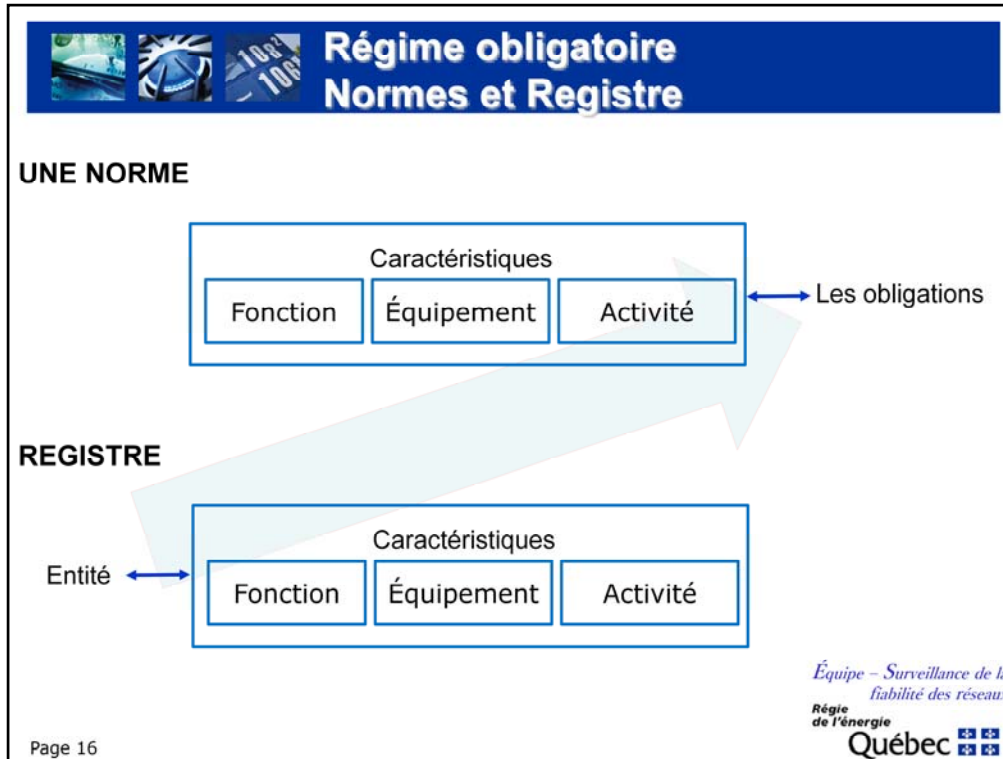 Régime obligatoire
Normes et Registre
UNE NORME
Caractéristiques
Fonction Équipement Activité
Les obligations
REGISTRE
Caractéristiques
Entité
Fonction Équipement Activité
Équipe – Surveillance de la
fiabilité des réseau
Régie
de l'énergie
Québec
Page 16